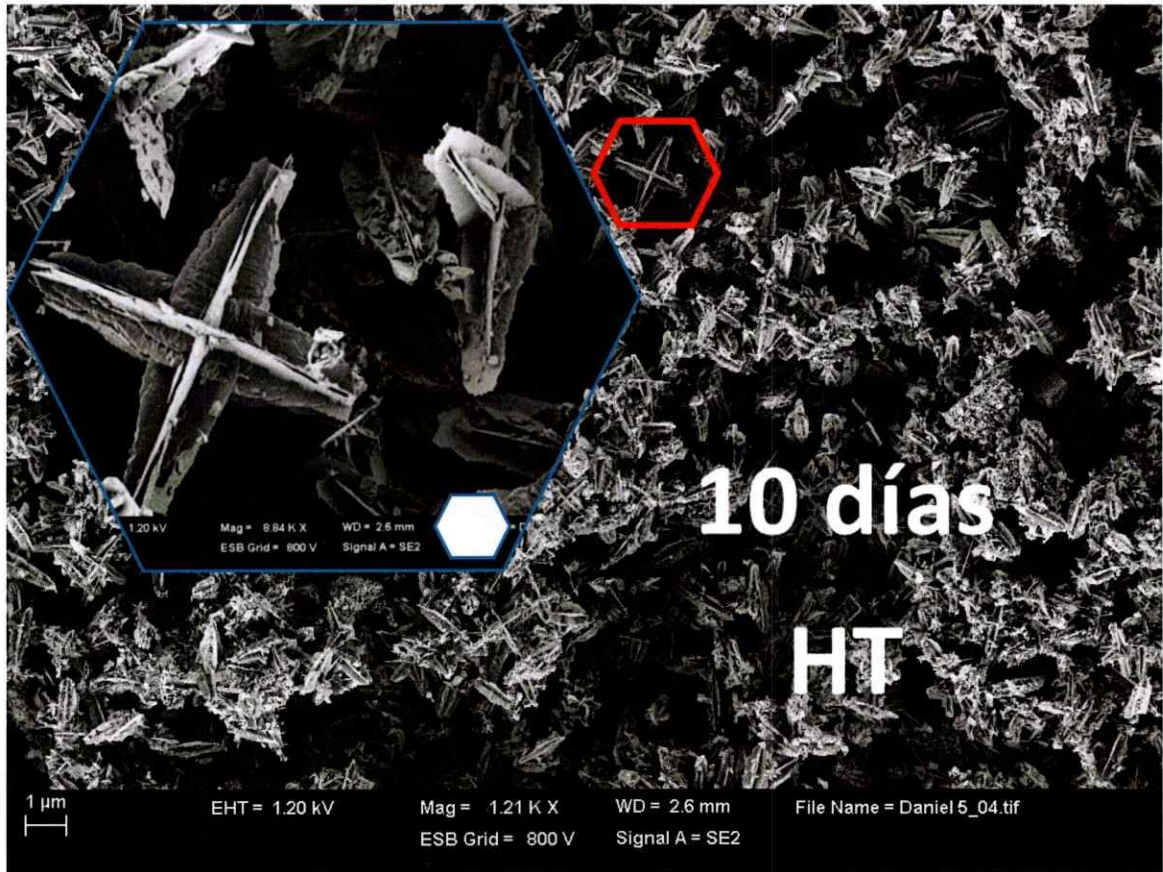 1.20 kV
Mag = 8.84 K X
WD = 2.6 mm
ESB Grid = 800 V
Signal A = SE2
10 días
HT
1 µm
EHT = 1.20 kV
Mag = 1.21 K X
WD = 2.6 mm
File Name = Daniel 5_04.tif
ESB Grid = 800 V
Signal A = SE2